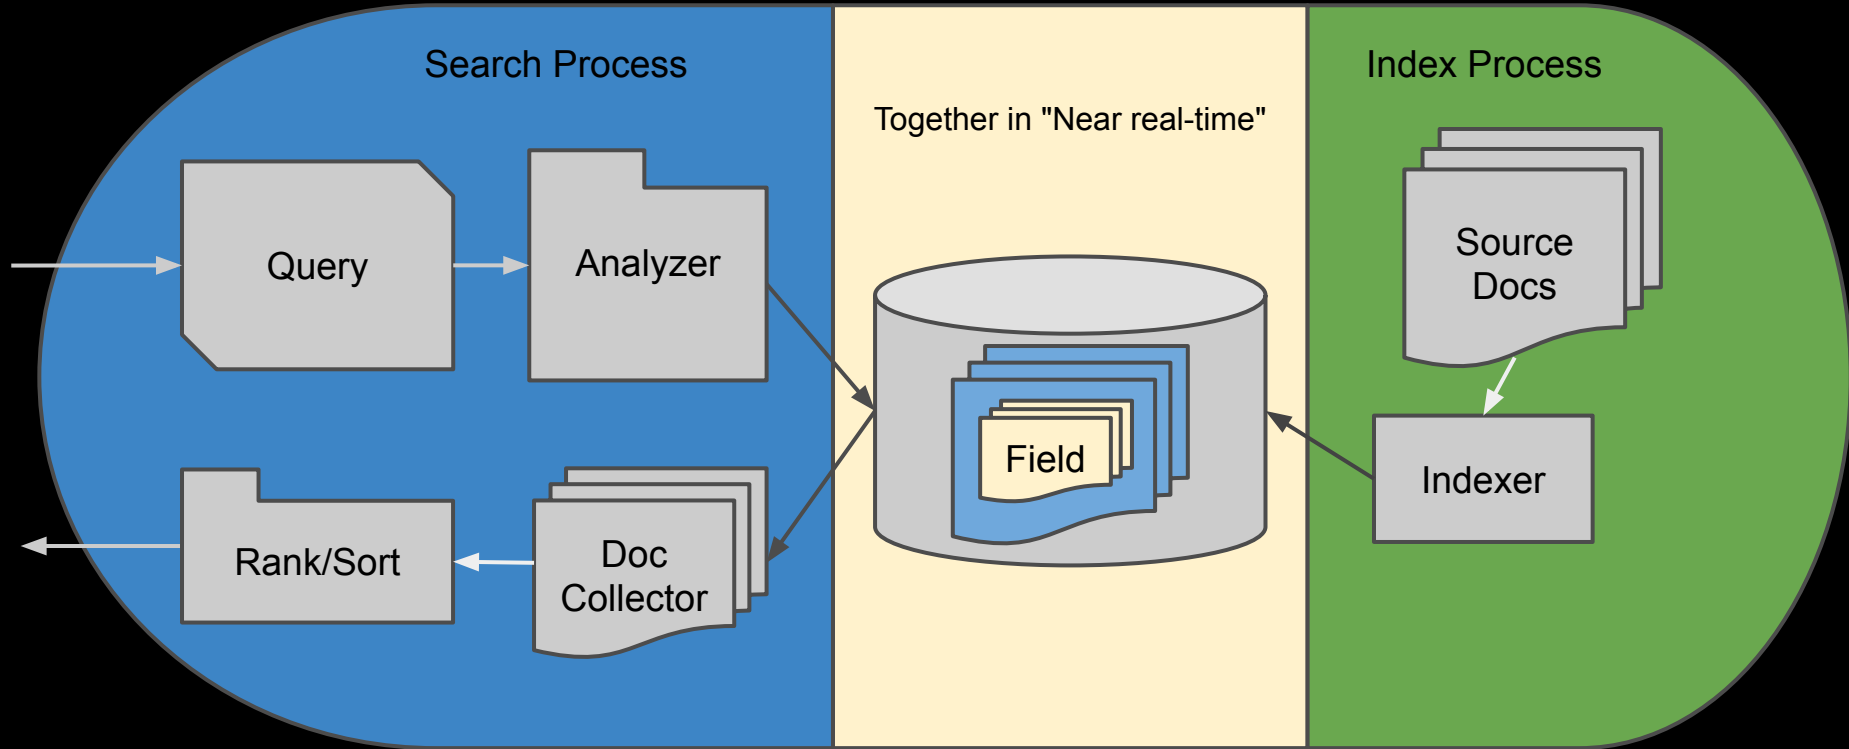 Search Process
Together in "Near real-time"
Index Process
Query
Analyzer
Source
Docs
Field
Indexer
Rank/Sort
Doc
Collector